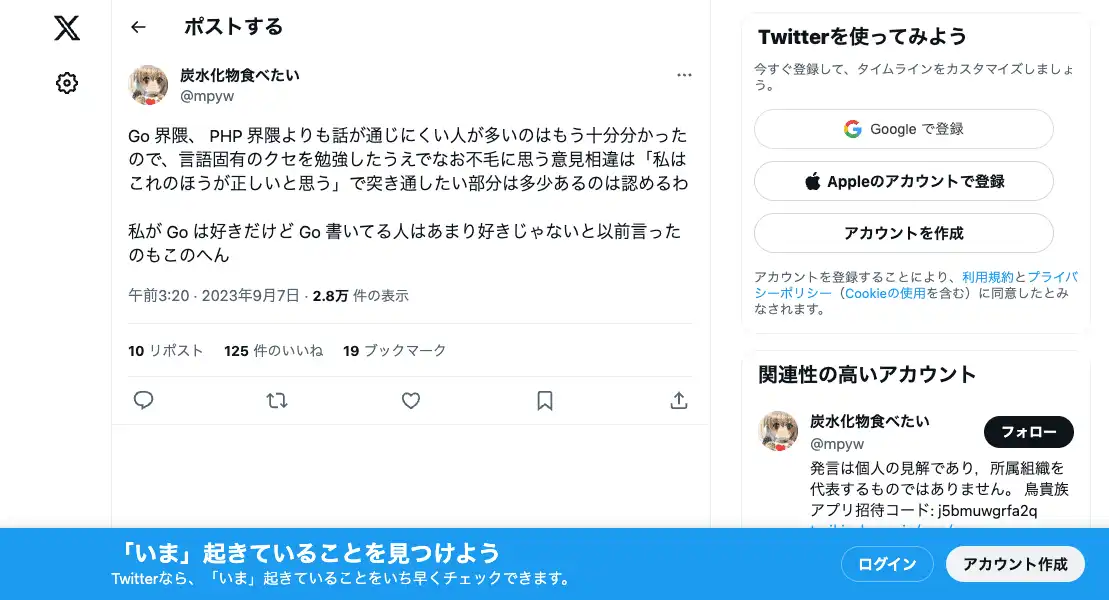 ポストする
炭水化物食べたい
@mpyw
Go 界隈、 PHP 界隈よりも話が通じにくい人が多いのはもう十分分かった
ので、言語固有のクセを勉強したうえでなお不毛に思う意見相違は「私は
これのほうが正しいと思う」で突き通したい部分は多少あるのは認めるわ
私が Go は好きだけど Go 書いてる人はあまり好きじゃないと以前言った
のもこのへん
午前3:20 · 2023年9月7日 · 2.8万 件の表示
10 リポスト 125 件のいいね 19 ブックマーク
Twitterを使ってみよう
今すぐ登録して、タイムラインをカスタマイズしましょ
う。
Google で登録
Appleのアカウントで登録
アカウントを作成
アカウントを登録することにより、利用規約とプライバ
シーポリシー（Cookieの使用を含む）に同意したとみ
なされます。
関連性の高いアカウント
炭水化物食べたい
@mpyw
フォロー
発言は個人の見解であり，所属組織を
代表するものではありません。 鳥貴族
アプリ招待コード: j5bmuwgrfa2q
「いま」起きていることを見つけよう
Twitterなら、「いま」起きていることをいち早くチェックできます。
ログイン
アカウント作成